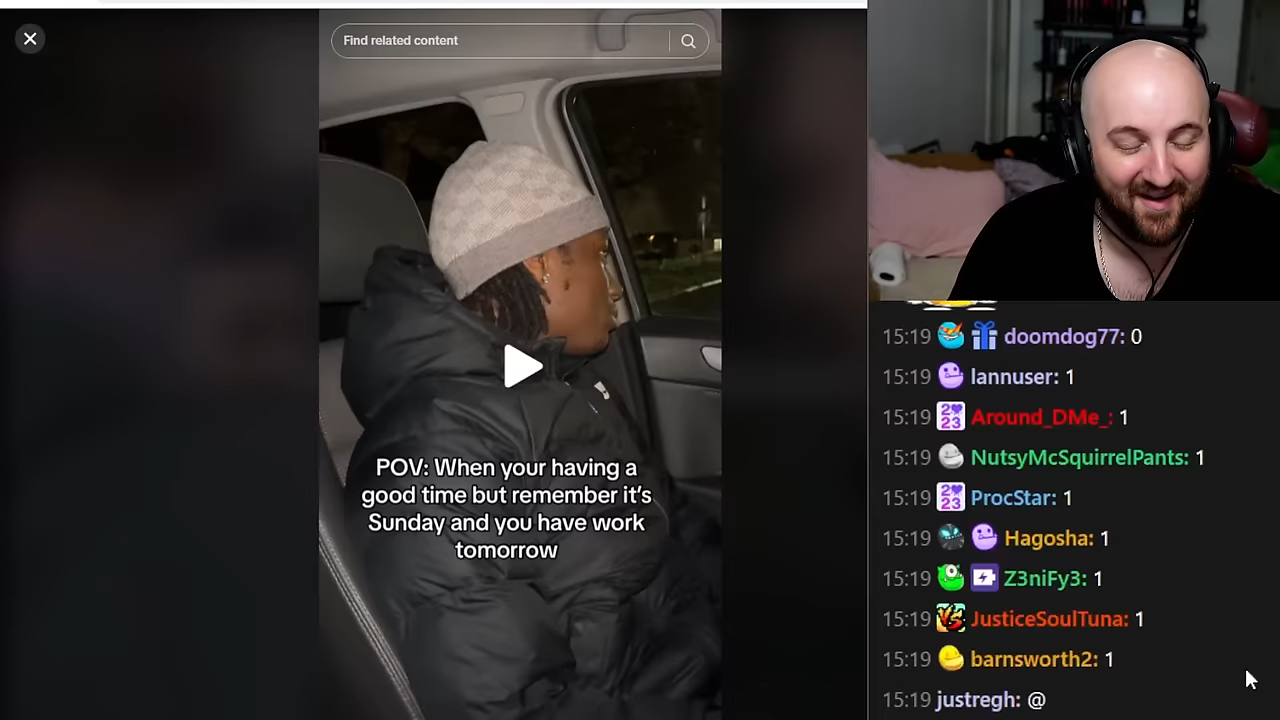 Find related content
POV: When your having a
good time but remember it's
Sunday and you have work
tomorrow
15:19 doomdog77: 0
15:19 lannuser: 1
15:19 2023 Around_DMe_: 1
15:19 NutsyMcSquirrelPants: 1
15:19 2023 ProcStar: 1
15:19 Hagosha: 1
15:19 Z3niFy3: 1
15:19 VS JusticeSoulTuna: 1
15:19 barnsworth2: 1
15:19 justregh: @